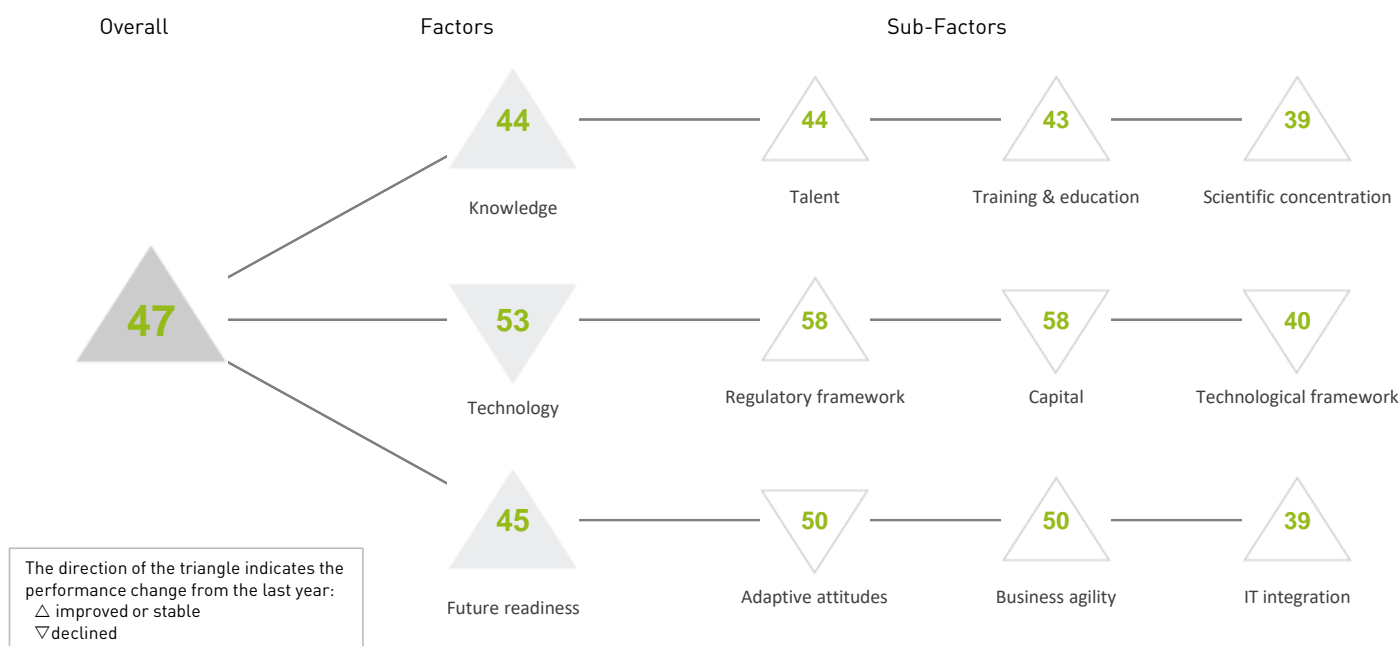 Overall
Factors
Sub-Factors
44
44
43
39
Knowledge
Talent
Training & education
Scientific concentration
47
53
58
58
40
Technology
Regulatory framework
Capital
Technological framework
45
50
50
39
Future readiness
Adaptive attitudes
Business agility
IT integration
The direction of the triangle indicates the
performance change from the last year:
△ improved or stable
▽declined